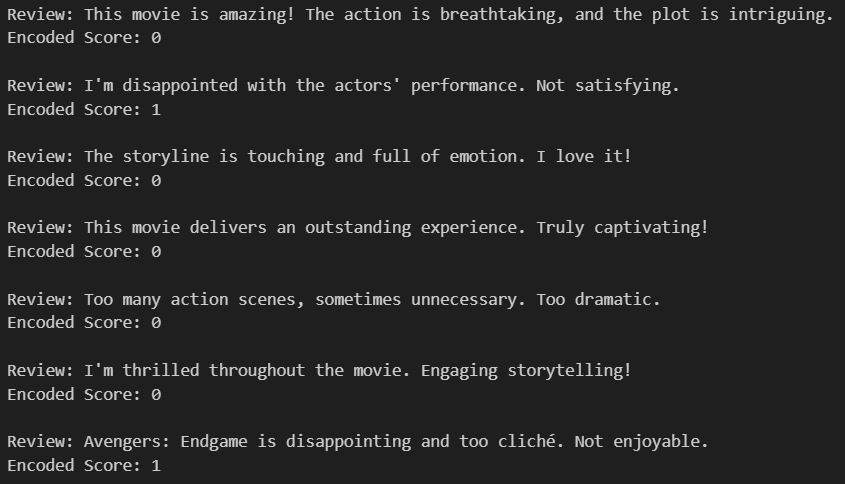 Review: This movie is amazing! The action is breathtaking, and the plot is intriguing.
Encoded Score: 0
Review: I'm disappointed with the actors' performance. Not satisfying.
Encoded Score: 1
Review: The storyline is touching and full of emotion. I love it!
Encoded Score: 0
Review: This movie delivers an outstanding experience. Truly captivating!
Encoded Score: 0
Review: Too many action scenes, sometimes unnecessary. Too dramatic.
Encoded Score: 0
Review: I'm thrilled throughout the movie. Engaging storytelling!
Encoded Score: 0
Review: Avengers: Endgame is disappointing and too cliché. Not enjoyable.
Encoded Score: 1